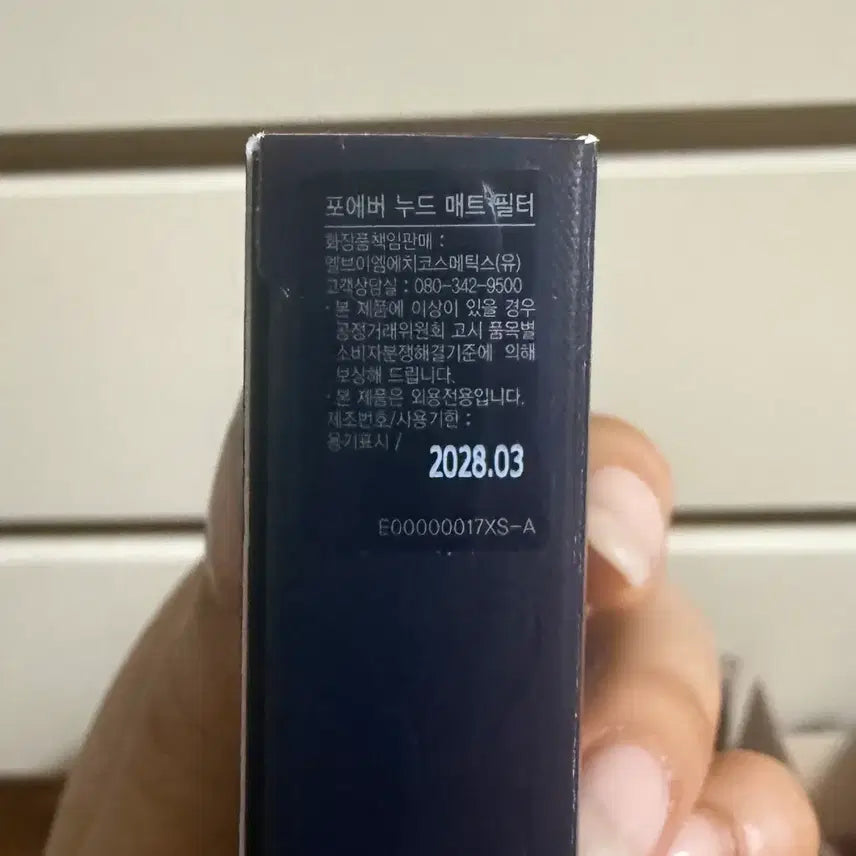 포에버 누드 매트 필터
화장품책임판매 :
엘브이엠에치코스메틱스(유)
고객상담실 : 080-342-9500
· 본 제품에 이상이 있을 경우
공정거래위원회 고시 품목별
소비자분쟁해결기준에 의해
보상해 드립니다.
· 본 제품은 외용전용입니다.
제조번호/사용기한 :
용기표시 /
2028.03
E00000017XS-A